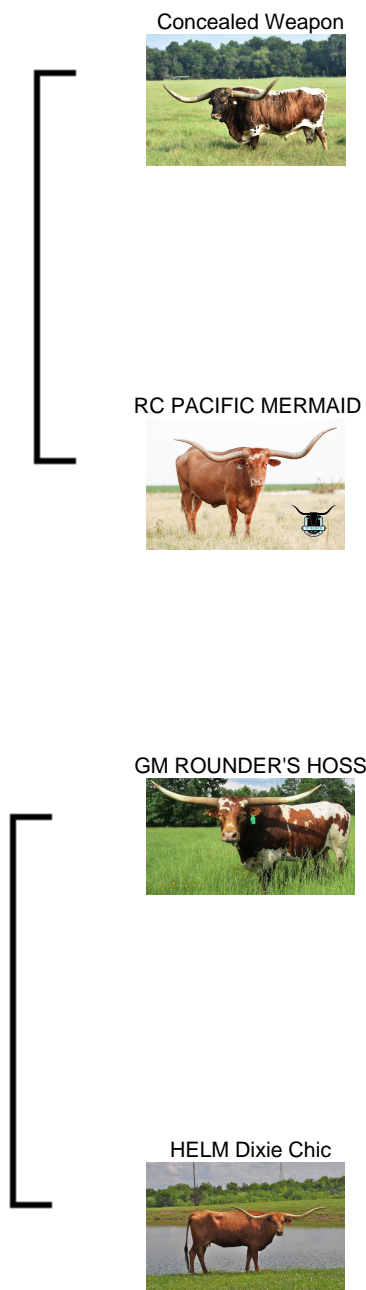 Concealed Weapon
RC PACIFIC MERMAID
GM ROUNDER'S HOSS
HELM Dixie Chic